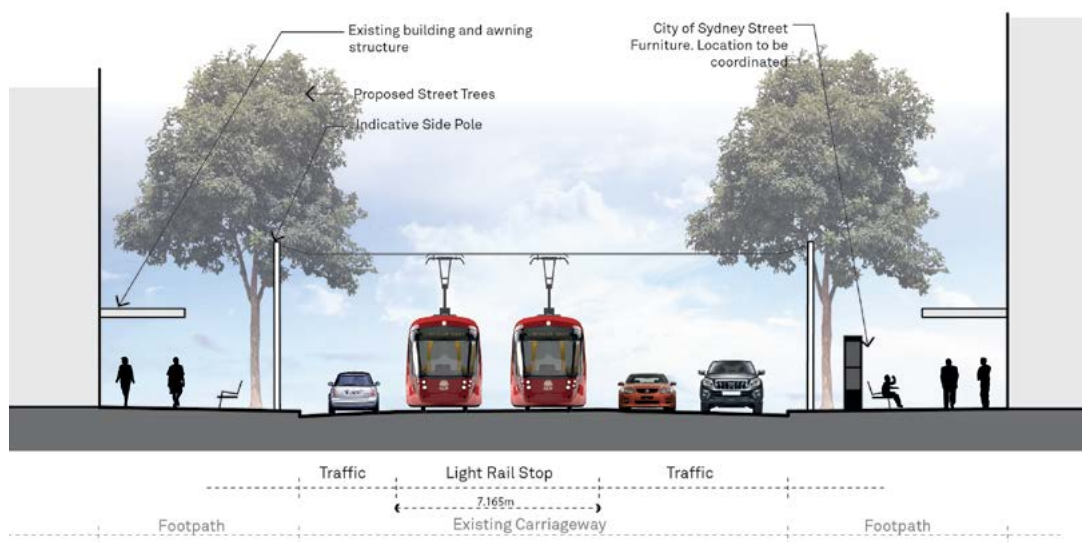 Existing building and awning
structure
Proposed Street Trees
Indicative Side Pole
City of Sydney Street
Furniture. Location to be
coordinated
Traffic
Light Rail Stop
Traffic
7.165m
Footpath
Existing Carriageway
Footpath